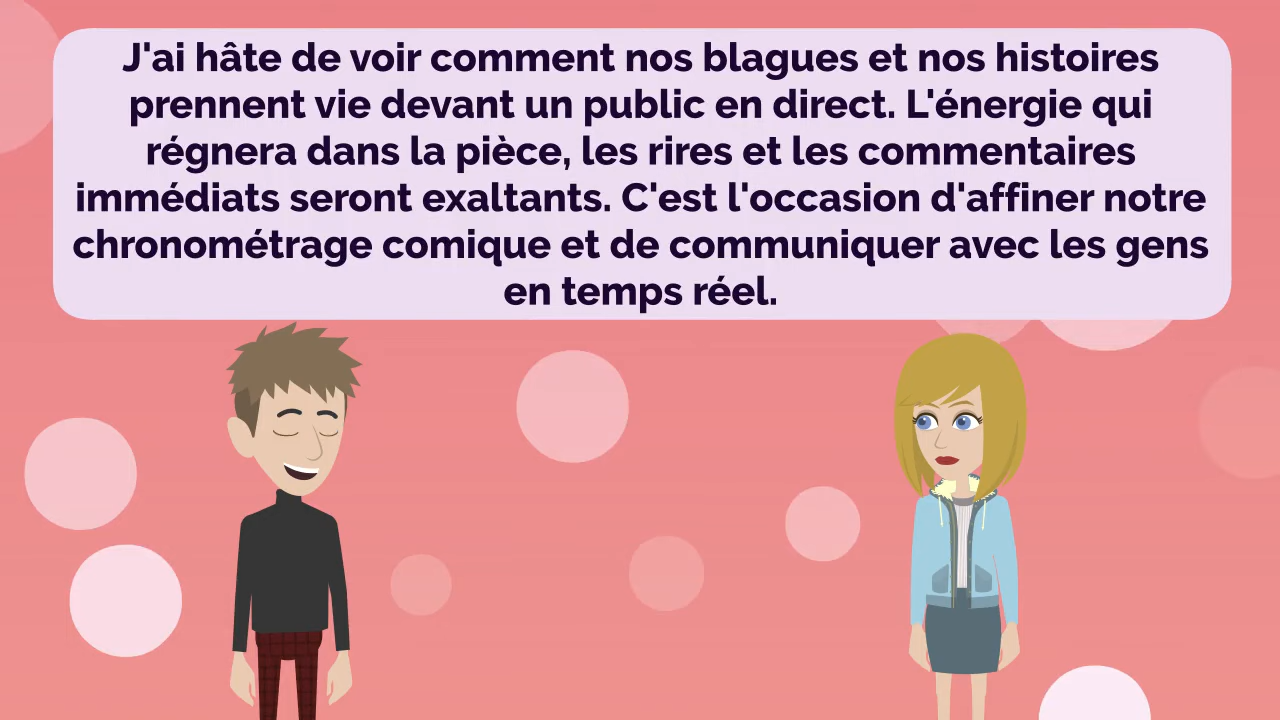 J'ai hâte de voir comment nos blagues et nos histoires
prennent vie devant un public en direct. L'énergie qui
régnera dans la pièce, les rires et les commentaires
immédiats seront exaltants. C'est l'occasion d'affiner notre
chronométrage comique et de communiquer avec les gens
en temps réel.